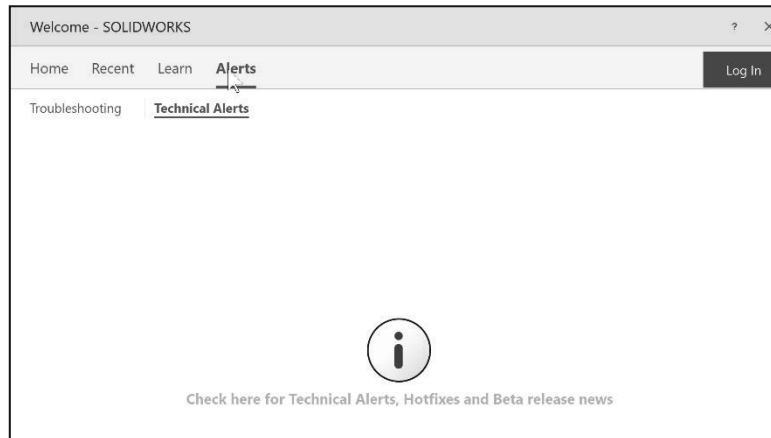 Welcome - SOLIDWORKS ?
Home Recent Learn Alerts Log In
Troubleshooting Technical Alerts
Check here for Technical Alerts, Hotfixes and Beta release news